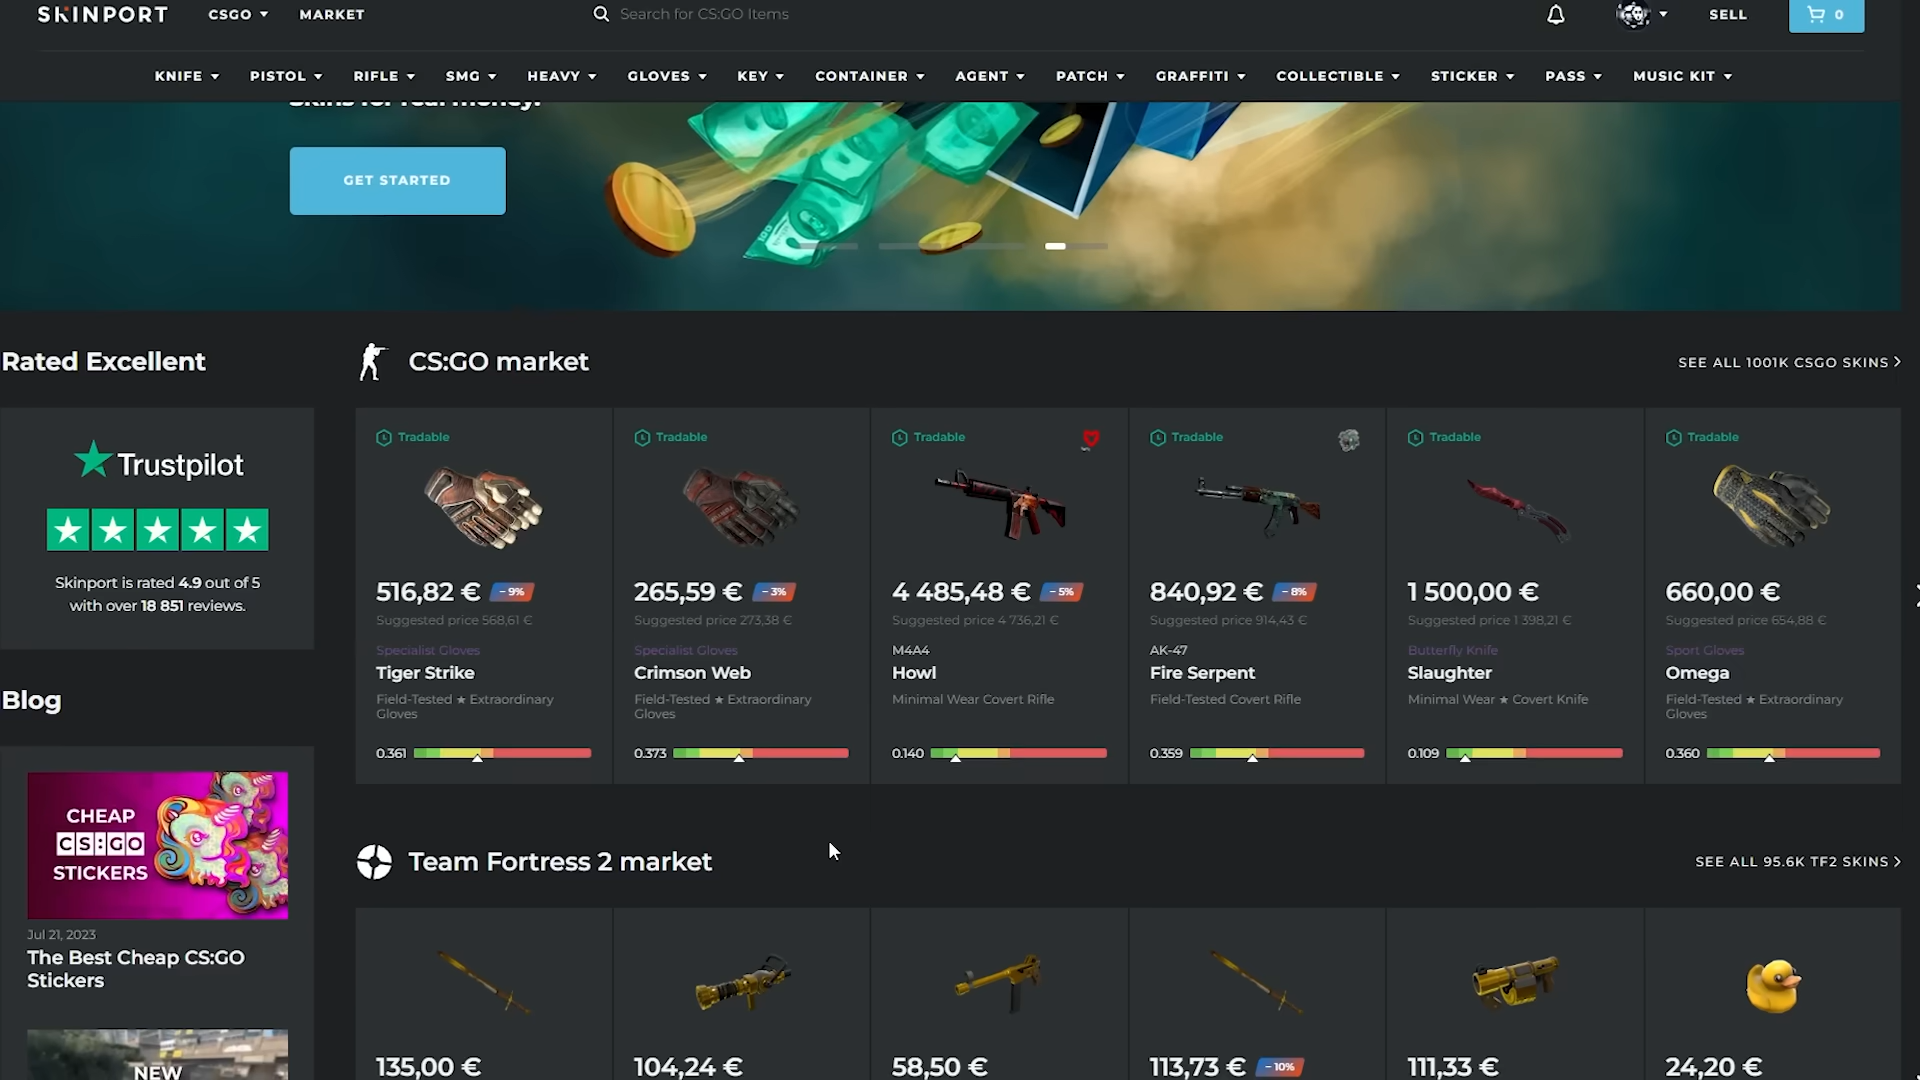 SKINPORT
CSGO
MARKET
Search for CS:GO Items
SELL
0
KNIFE
PISTOL
RIFLE
SMG
HEAVY
GLOVES
KEY
CONTAINER
AGENT
PATCH
GRAFFITI
COLLECTIBLE
STICKER
PASS
MUSIC KIT
Skins for real money.
GET STARTED
Rated Excellent
Trustpilot
Skinport is rated 4.9 out of 5
with over 18 851 reviews.
Blog
CHEAP
CS:GO
STICKERS
Jul 21, 2023
The Best Cheap CS:GO
Stickers
NEW
CS:GO market
SEE ALL 1001K CSGO SKINS
Tradable
516,82 €
- 9%
Suggested price 568,61 €
Specialist Gloves
Tiger Strike
Field-Tested ★ Extraordinary
Gloves
0.361
Tradable
265,59 €
- 3%
Suggested price 273,38 €
Specialist Gloves
Crimson Web
Field-Tested ★ Extraordinary
Gloves
0.373
Tradable
4 485,48 €
- 5%
Suggested price 4 736,21 €
M4A4
Howl
Minimal Wear Covert Rifle
0.140
Tradable
840,92 €
- 8%
Suggested price 914,43 €
AK-47
Fire Serpent
Field-Tested Covert Rifle
0.359
Tradable
1 500,00 €
Suggested price 1 398,21 €
Butterfly Knife
Slaughter
Minimal Wear ★ Covert Knife
0.109
Tradable
660,00 €
Suggested price 654,88 €
Sport Gloves
Omega
Field-Tested ★ Extraordinary
Gloves
0.360
Team Fortress 2 market
SEE ALL 95.6K TF2 SKINS
135,00 €
104,24 €
58,50 €
113,73 €
- 10%
111,33 €
24,20 €